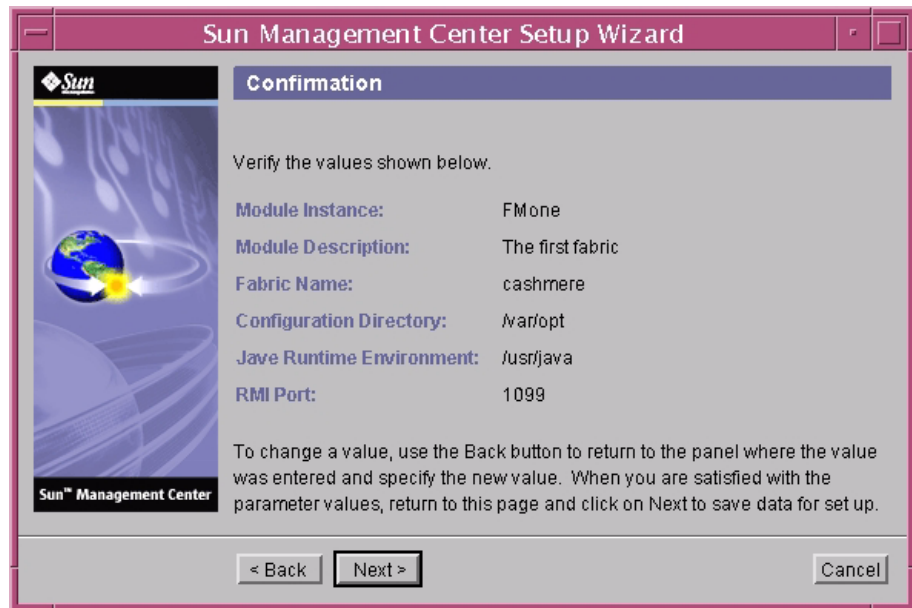 Sun Management Center Setup Wizard
Sun
Confirmation
Verify the values shown below.
Module Instance: FMone
Module Description: The first fabric
Fabric Name: cashmere
Configuration Directory: /var/opt
Jave Runtime Environment: /usr/java
RMI Port: 1099
To change a value, use the Back button to return to the panel where the value
was entered and specify the new value. When you are satisfied with the
parameter values, return to this page and click on Next to save data for set up.
Sun™ Management Center
< Back Next > Cancel